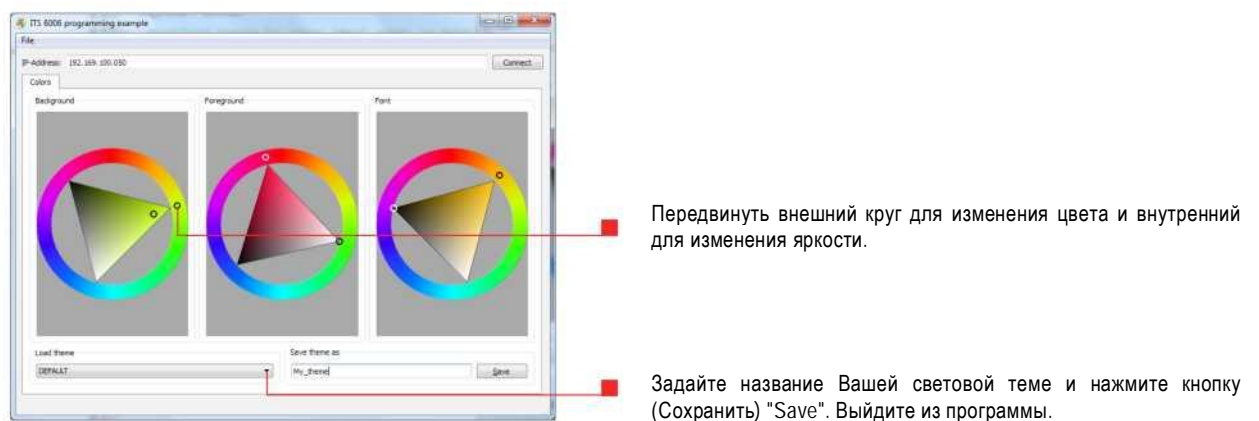 ITS 6006 programming example
File
IP-Address: 192.169.100.050 Connect
Colors
Background Foreground Font
Передвинуть внешний круг для изменения цвета и внутренний
для изменения яркости.
Load theme Save theme as
DEFAULT My_theme Save
Задайте название Вашей световой теме и нажмите кнопку
(Сохранить) "Save". Выйдите из программы.